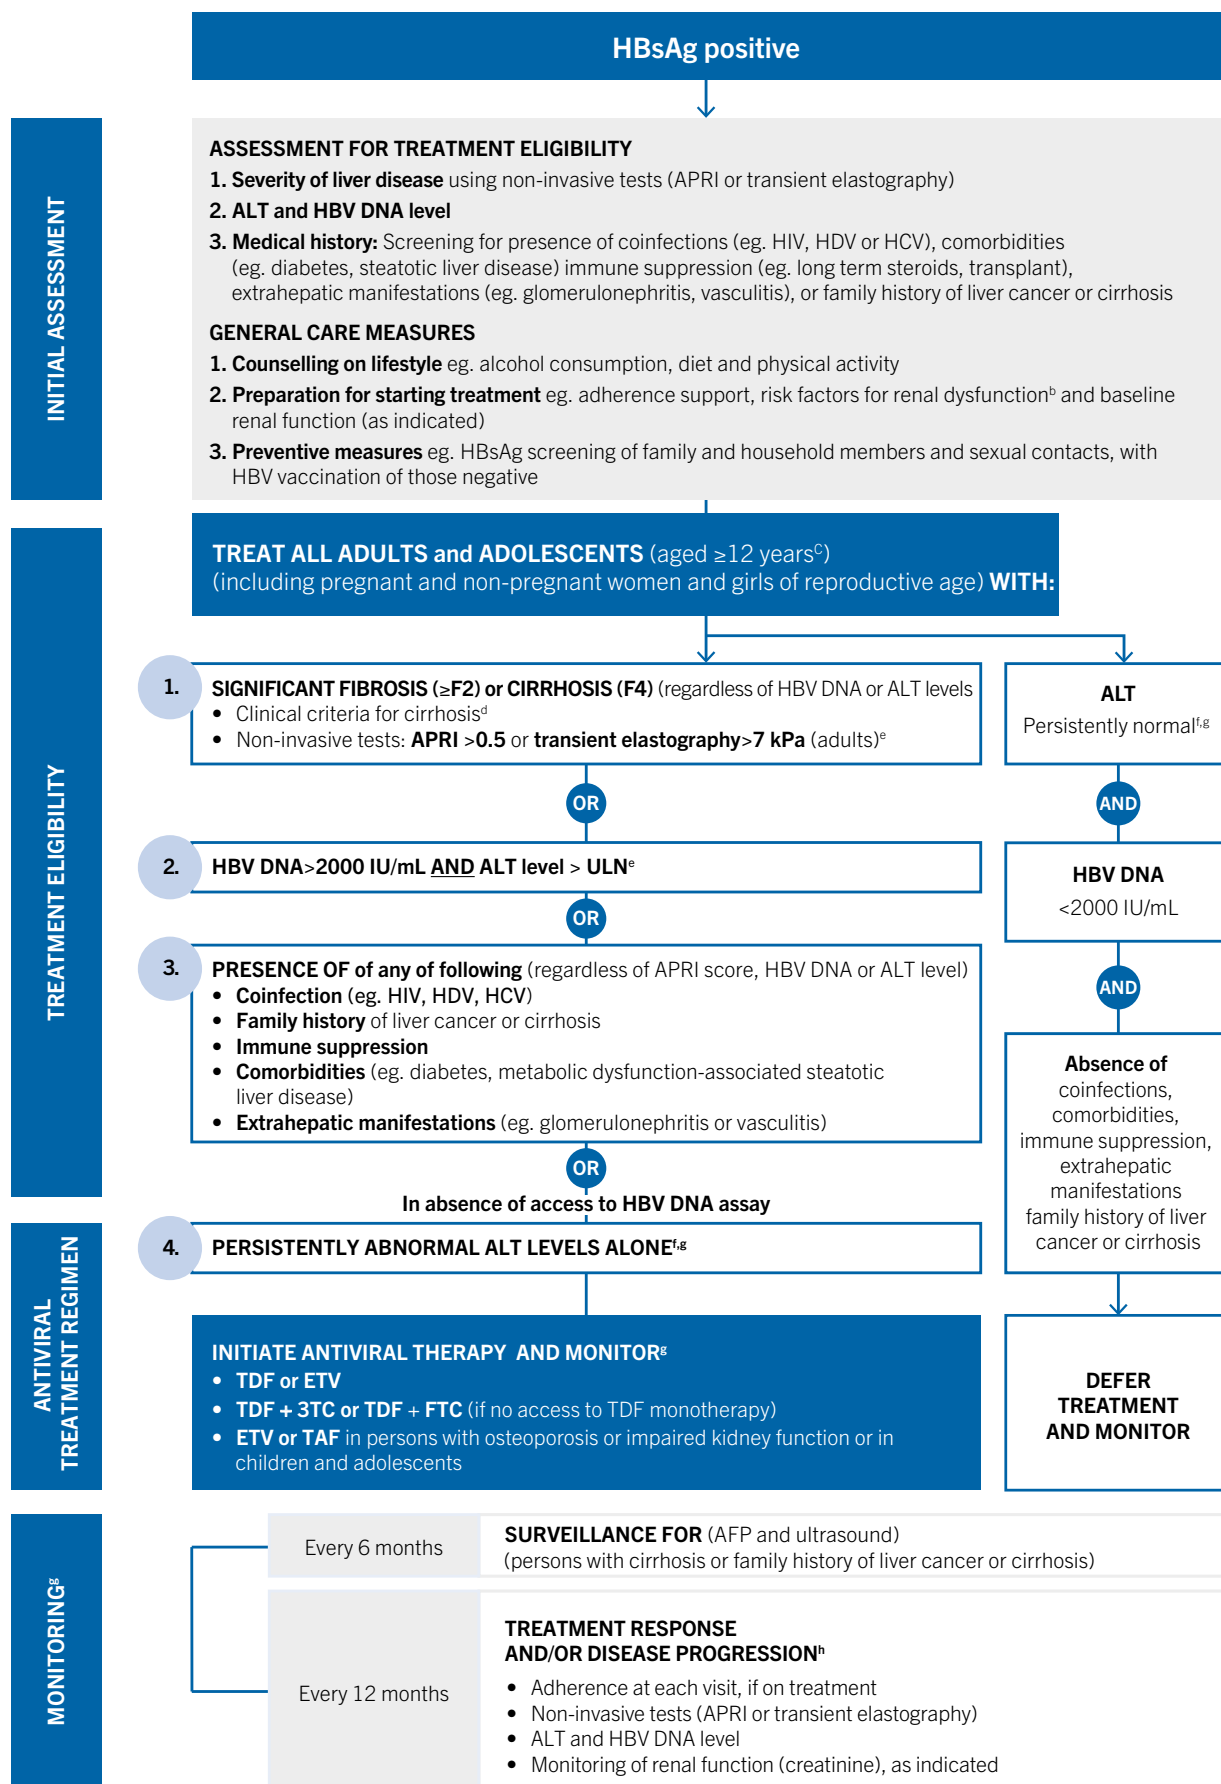 HBsAg positive
INITIAL ASSESSMENT
ASSESSMENT FOR TREATMENT ELIGIBILITY
1. Severity of liver disease using non-invasive tests (APRI or transient elastography)
2. ALT and HBV DNA level
3. Medical history: Screening for presence of coinfections (eg. HIV, HDV or HCV), comorbidities
(eg. diabetes, steatotic liver disease) immune suppression (eg. long term steroids, transplant),
extrahepatic manifestations (eg. glomerulonephritis, vasculitis), or family history of liver cancer or cirrhosis
GENERAL CARE MEASURES
1. Counselling on lifestyle eg. alcohol consumption, diet and physical activity
2. Preparation for starting treatment eg. adherence support, risk factors for renal dysfunctionᵇ and baseline
renal function (as indicated)
3. Preventive measures eg. HBsAg screening of family and household members and sexual contacts, with
HBV vaccination of those negative
TREATMENT ELIGIBILITY
TREAT ALL ADULTS and ADOLESCENTS (aged ≥12 yearsᶜ)
(including pregnant and non-pregnant women and girls of reproductive age) WITH:
1.
SIGNIFICANT FIBROSIS (≥F2) or CIRRHOSIS (F4) (regardless of HBV DNA or ALT levels
• Clinical criteria for cirrhosisᵈ
• Non-invasive tests: APRI >0.5 or transient elastography>7 kPa (adults)ᵉ
OR
2.
HBV DNA>2000 IU/mL AND ALT level > ULNᵉ
OR
3.
PRESENCE OF of any of following (regardless of APRI score, HBV DNA or ALT level)
• Coinfection (eg. HIV, HDV, HCV)
• Family history of liver cancer or cirrhosis
• Immune suppression
• Comorbidities (eg. diabetes, metabolic dysfunction-associated steatotic
liver disease)
• Extrahepatic manifestations (eg. glomerulonephritis or vasculitis)
OR
In absence of access to HBV DNA assay
4.
PERSISTENTLY ABNORMAL ALT LEVELS ALONEᶠ,ᵍ
ALT
Persistently normalᶠ,ᵍ
AND
HBV DNA
<2000 IU/mL
AND
Absence of
coinfections,
comorbidities,
immune suppression,
extrahepatic
manifestations
family history of liver
cancer or cirrhosis
ANTIVIRAL
TREATMENT REGIMEN
INITIATE ANTIVIRAL THERAPY AND MONITORᵍ
• TDF or ETV
• TDF + 3TC or TDF + FTC (if no access to TDF monotherapy)
• ETV or TAF in persons with osteoporosis or impaired kidney function or in
children and adolescents
DEFER
TREATMENT
AND MONITOR
MONITORINGᵍ
Every 6 months
SURVEILLANCE FOR (AFP and ultrasound)
(persons with cirrhosis or family history of liver cancer or cirrhosis)
Every 12 months
TREATMENT RESPONSE
AND/OR DISEASE PROGRESSIONʰ
• Adherence at each visit, if on treatment
• Non-invasive tests (APRI or transient elastography)
• ALT and HBV DNA level
• Monitoring of renal function (creatinine), as indicated